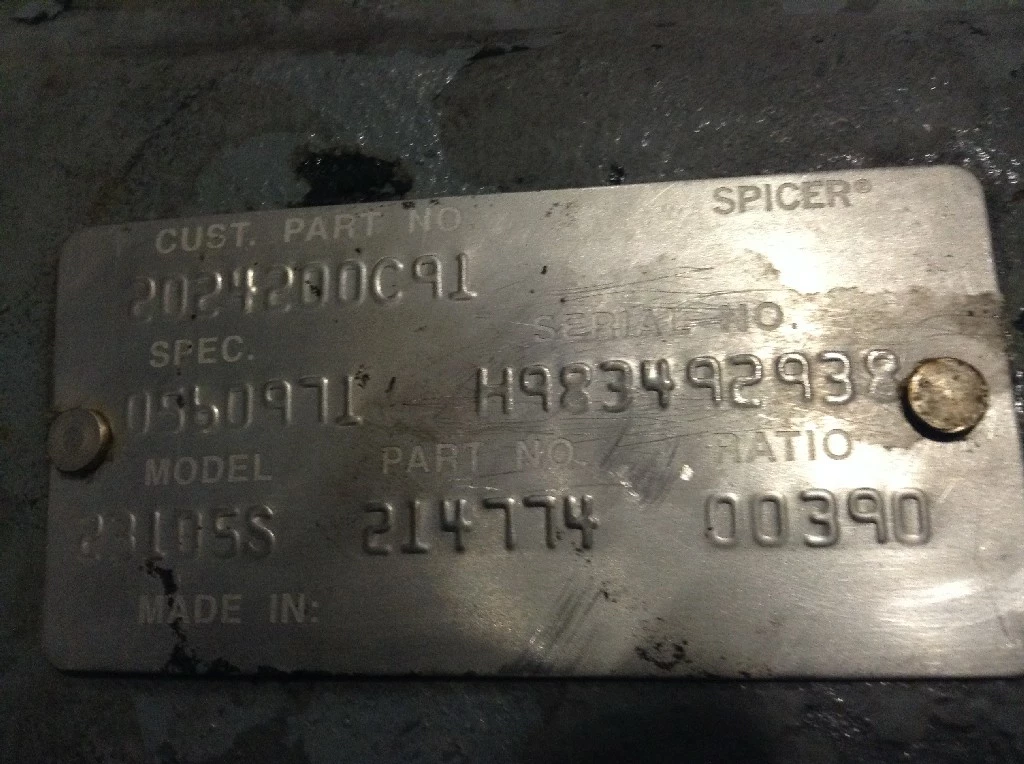 SPICER®
CUST. PART NO
2024200C91
SPEC. SERIAL NO.
0560971 H983492938
MODEL PART NO. RATIO
23105S 214774 00390
MADE IN: